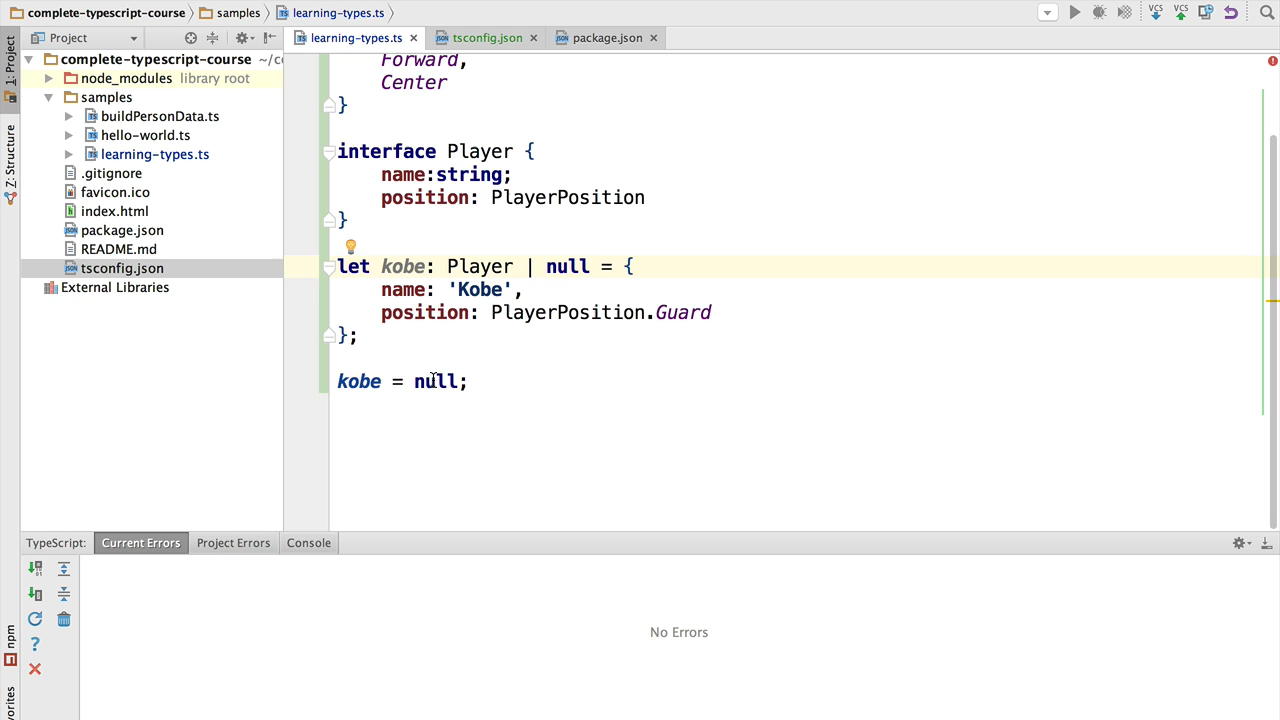 complete-typescript-course samples learning-types.ts
VCS VCS
1: Project
Z: Structure
npm
Project
learning-types.ts tsconfig.json package.json
complete-typescript-course
node_modules library root
samples
buildPersonData.ts
hello-world.ts
learning-types.ts
.gitignore
favicon.ico
index.html
package.json
README.md
tsconfig.json
External Libraries
Forward,
Center
}
interface Player {
name:string;
position: PlayerPosition
}
let kobe: Player | null = {
name: 'Kobe',
position: PlayerPosition.Guard
};
kobe = null;
TypeScript: Current Errors Project Errors Console
No Errors